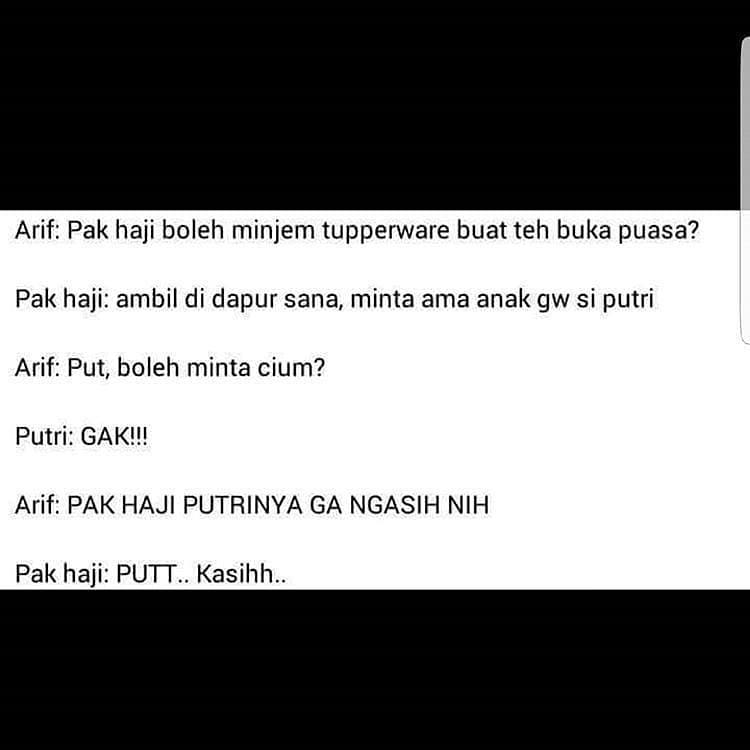 Arif: Pak haji boleh minjem tupperware buat teh buka puasa?
Pak haji: ambil di dapur sana, minta ama anak gw si putri
Arif: Put, boleh minta cium?
Putri: GAK!!!
Arif: PAK HAJI PUTRINYA GA NGASIH NIH
Pak haji: PUTT.. Kasihh..